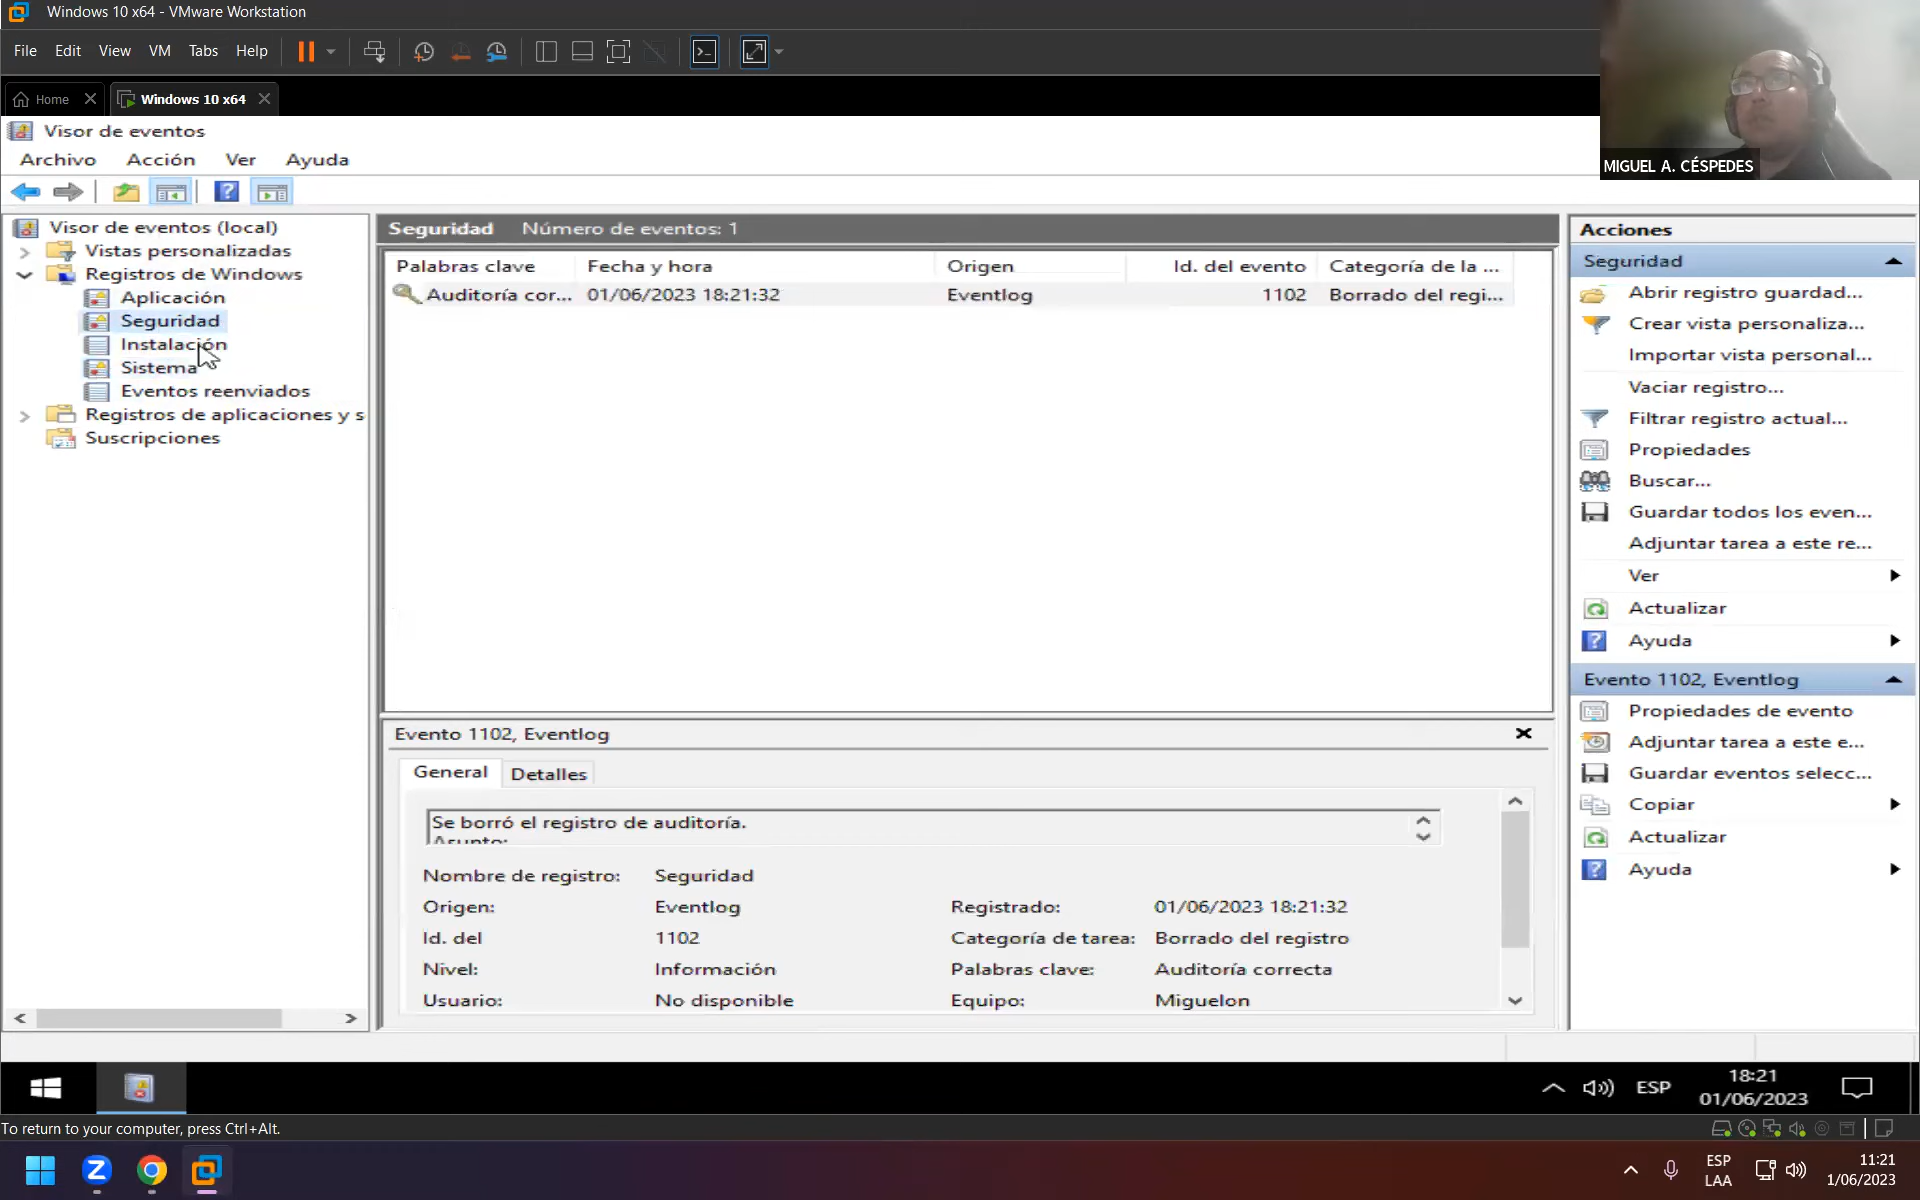 Windows 10 x64 - VMware Workstation
File Edit View VM Tabs Help
Home Windows 10 x64
Visor de eventos
Archivo Acción Ver Ayuda
MIGUEL A. CÉSPEDES
Visor de eventos (local)
Vistas personalizadas
Registros de Windows
Aplicación
Seguridad
Instalación
Sistema
Eventos reenviados
Registros de aplicaciones y s
Suscripciones
Seguridad Número de eventos: 1
Palabras clave Fecha y hora Origen Id. del evento Categoría de la ...
Auditoría cor... 01/06/2023 18:21:32 Eventlog 1102 Borrado del regi...
Evento 1102, Eventlog
General Detalles
Se borró el registro de auditoría.
Asunto:
Nombre de registro: Seguridad
Origen: Eventlog Registrado: 01/06/2023 18:21:32
Id. del 1102 Categoría de tarea: Borrado del registro
Nivel: Información Palabras clave: Auditoría correcta
Usuario: No disponible Equipo: Miguelon
Acciones
Seguridad
Abrir registro guardad...
Crear vista personaliza...
Importar vista personal...
Vaciar registro...
Filtrar registro actual...
Propiedades
Buscar...
Guardar todos los even...
Adjuntar tarea a este re...
Ver
Actualizar
Ayuda
Evento 1102, Eventlog
Propiedades de evento
Adjuntar tarea a este e...
Guardar eventos selecc...
Copiar
Actualizar
Ayuda
ESP
18:21
01/06/2023
To return to your computer, press Ctrl+Alt.
ESP
LAA
11:21
1/06/2023